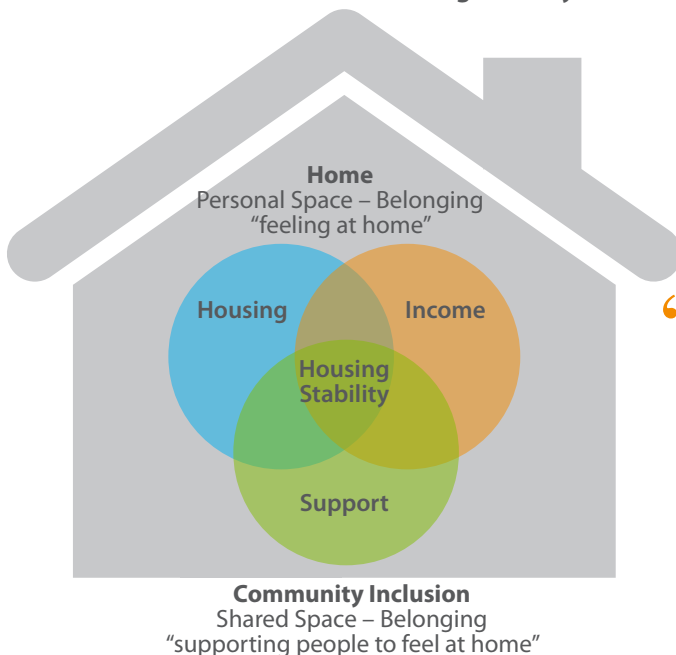 Home
Personal Space – Belonging
“feeling at home”
Housing
Income
Housing
Stability
Support
Community Inclusion
Shared Space – Belonging
“supporting people to feel at home”